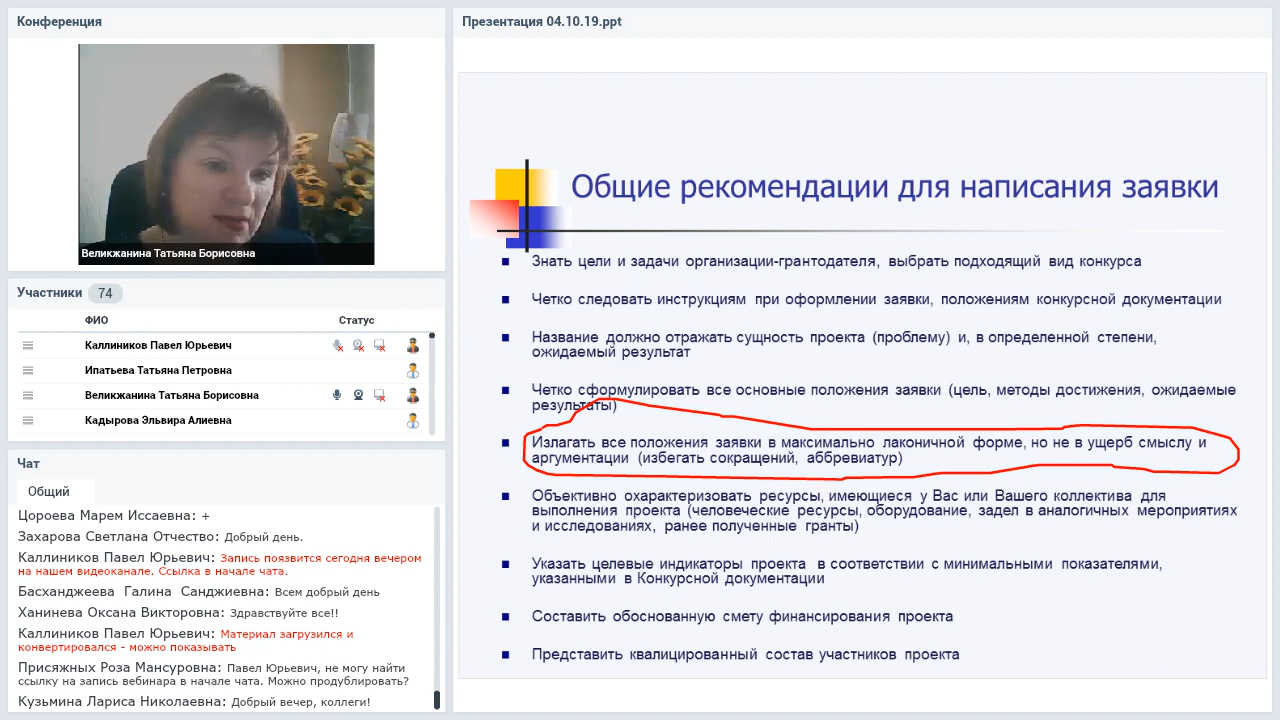 Конференция
Великжанина Татьяна Борисовна
Участники 74
ФИО Статус
Каллиников Павел Юрьевич
Ипатьева Татьяна Петровна
Великжанина Татьяна Борисовна
Кадырова Эльвира Алиевна
Чат
Общий
Цороева Марем Иссаевна: +
Захарова Светлана Отчество: Добрый день.
Каллиников Павел Юрьевич: Запись появзится сегодня вечером
на нашем видеоканале. Ссылка в начале чата.
Басханджеева Галина Санджиевна: Всем добрый день
Ханинева Оксана Викторовна: Здравствуйте все!!
Каллиников Павел Юрьевич: Материал загрузился и
конвертировался - можно показывать
Присяжных Роза Мансуровна: Павел Юрьевич, не могу найти
ссылку на запись вебинара в начале чата. Можно продублировать?
Кузьмина Лариса Николаевна: Добрый вечер, коллеги!
Презентация 04.10.19.ppt
Общие рекомендации для написания заявки
Знать цели и задачи организации-грантодателя, выбрать подходящий вид конкурса
Четко следовать инструкциям при оформлении заявки, положениям конкурсной документации
Название должно отражать сущность проекта (проблему) и, в определенной степени,
ожидаемый результат
Четко сформулировать все основные положения заявки (цель, методы достижения, ожидаемые
результаты)
Излагать все положения заявки в максимально лаконичной форме, но не в ущерб смыслу и
аргументации (избегать сокращений, аббревиатур)
Объективно охарактеризовать ресурсы, имеющиеся у Вас или Вашего коллектива для
выполнения проекта (человеческие ресурсы, оборудование, задел в аналогичных мероприятиях
и исследованиях, ранее полученные гранты)
Указать целевые индикаторы проекта в соответствии с минимальными показателями,
указанными в Конкурсной документации
Составить обоснованную смету финансирования проекта
Представить квалицированный состав участников проекта